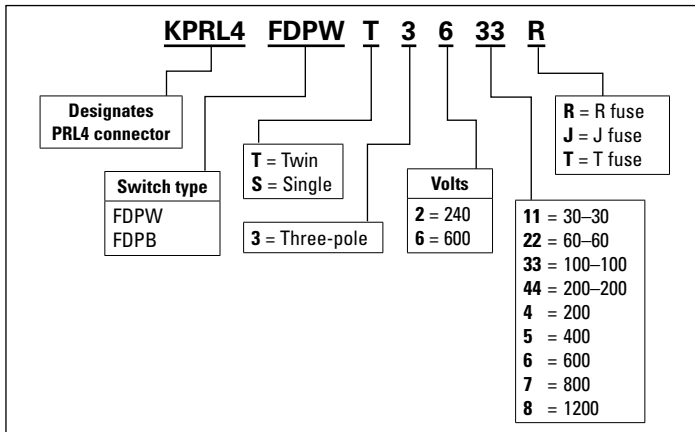 KPRL4 FDPW T 3 6 33 R
Designates
PRL4 connector
Switch type
FDPW
FDPB
T = Twin
S = Single
3 = Three-pole
Volts
2 = 240
6 = 600
R = R fuse
J = J fuse
T = T fuse
11 = 30–30
22 = 60–60
33 = 100–100
44 = 200–200
4 = 200
5 = 400
6 = 600
7 = 800
8 = 1200